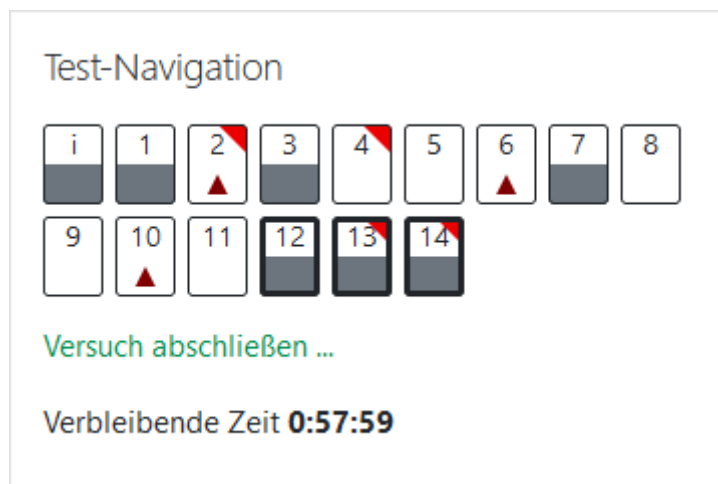 Test-Navigation
i 1 2 3 4 5 6 7 8
9 10 11 12 13 14
Versuch abschließen ...
Verbleibende Zeit 0:57:59